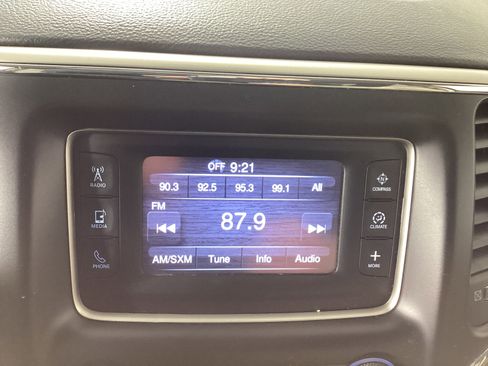 OFF 9:21
90.3 92.5 95.3 99.1 All
FM
87.9
AM/SXM Tune Info Audio
RADIO
MEDIA
PHONE
COMPASS
CLIMATE
MORE